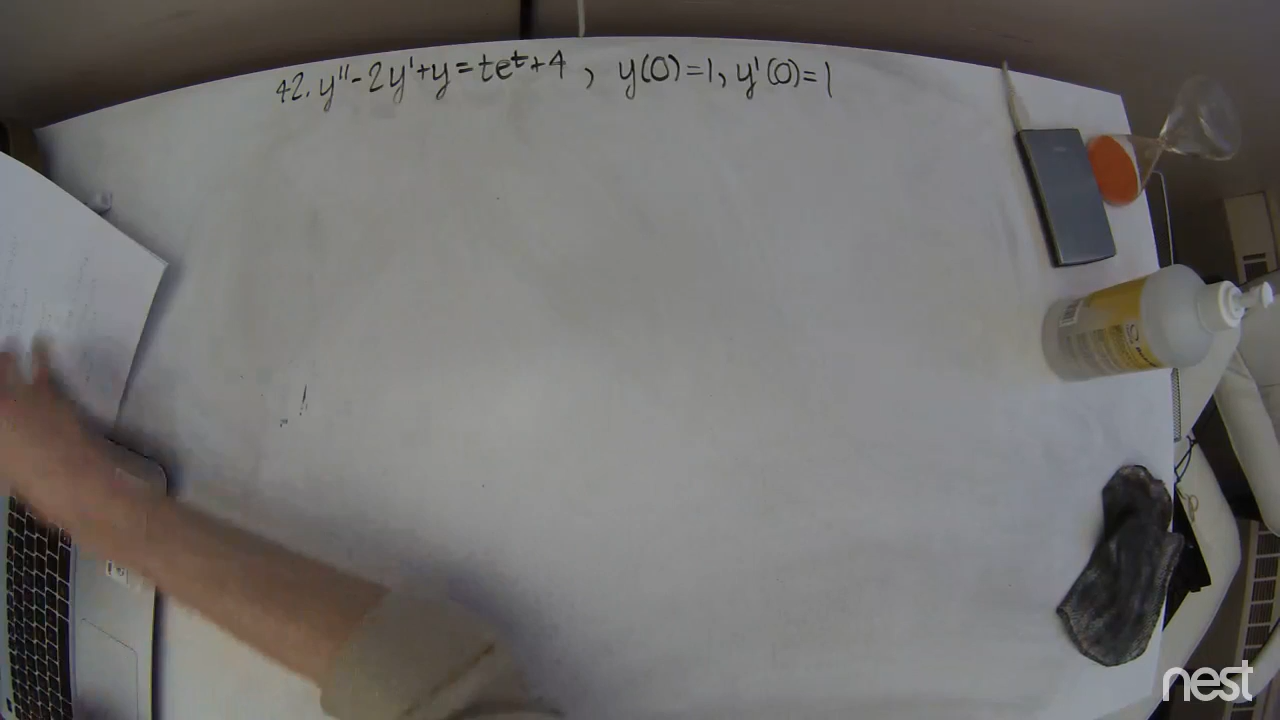 42. y''-2y'+y=te^t+4, y(0)=1, y'(0)=1
nest